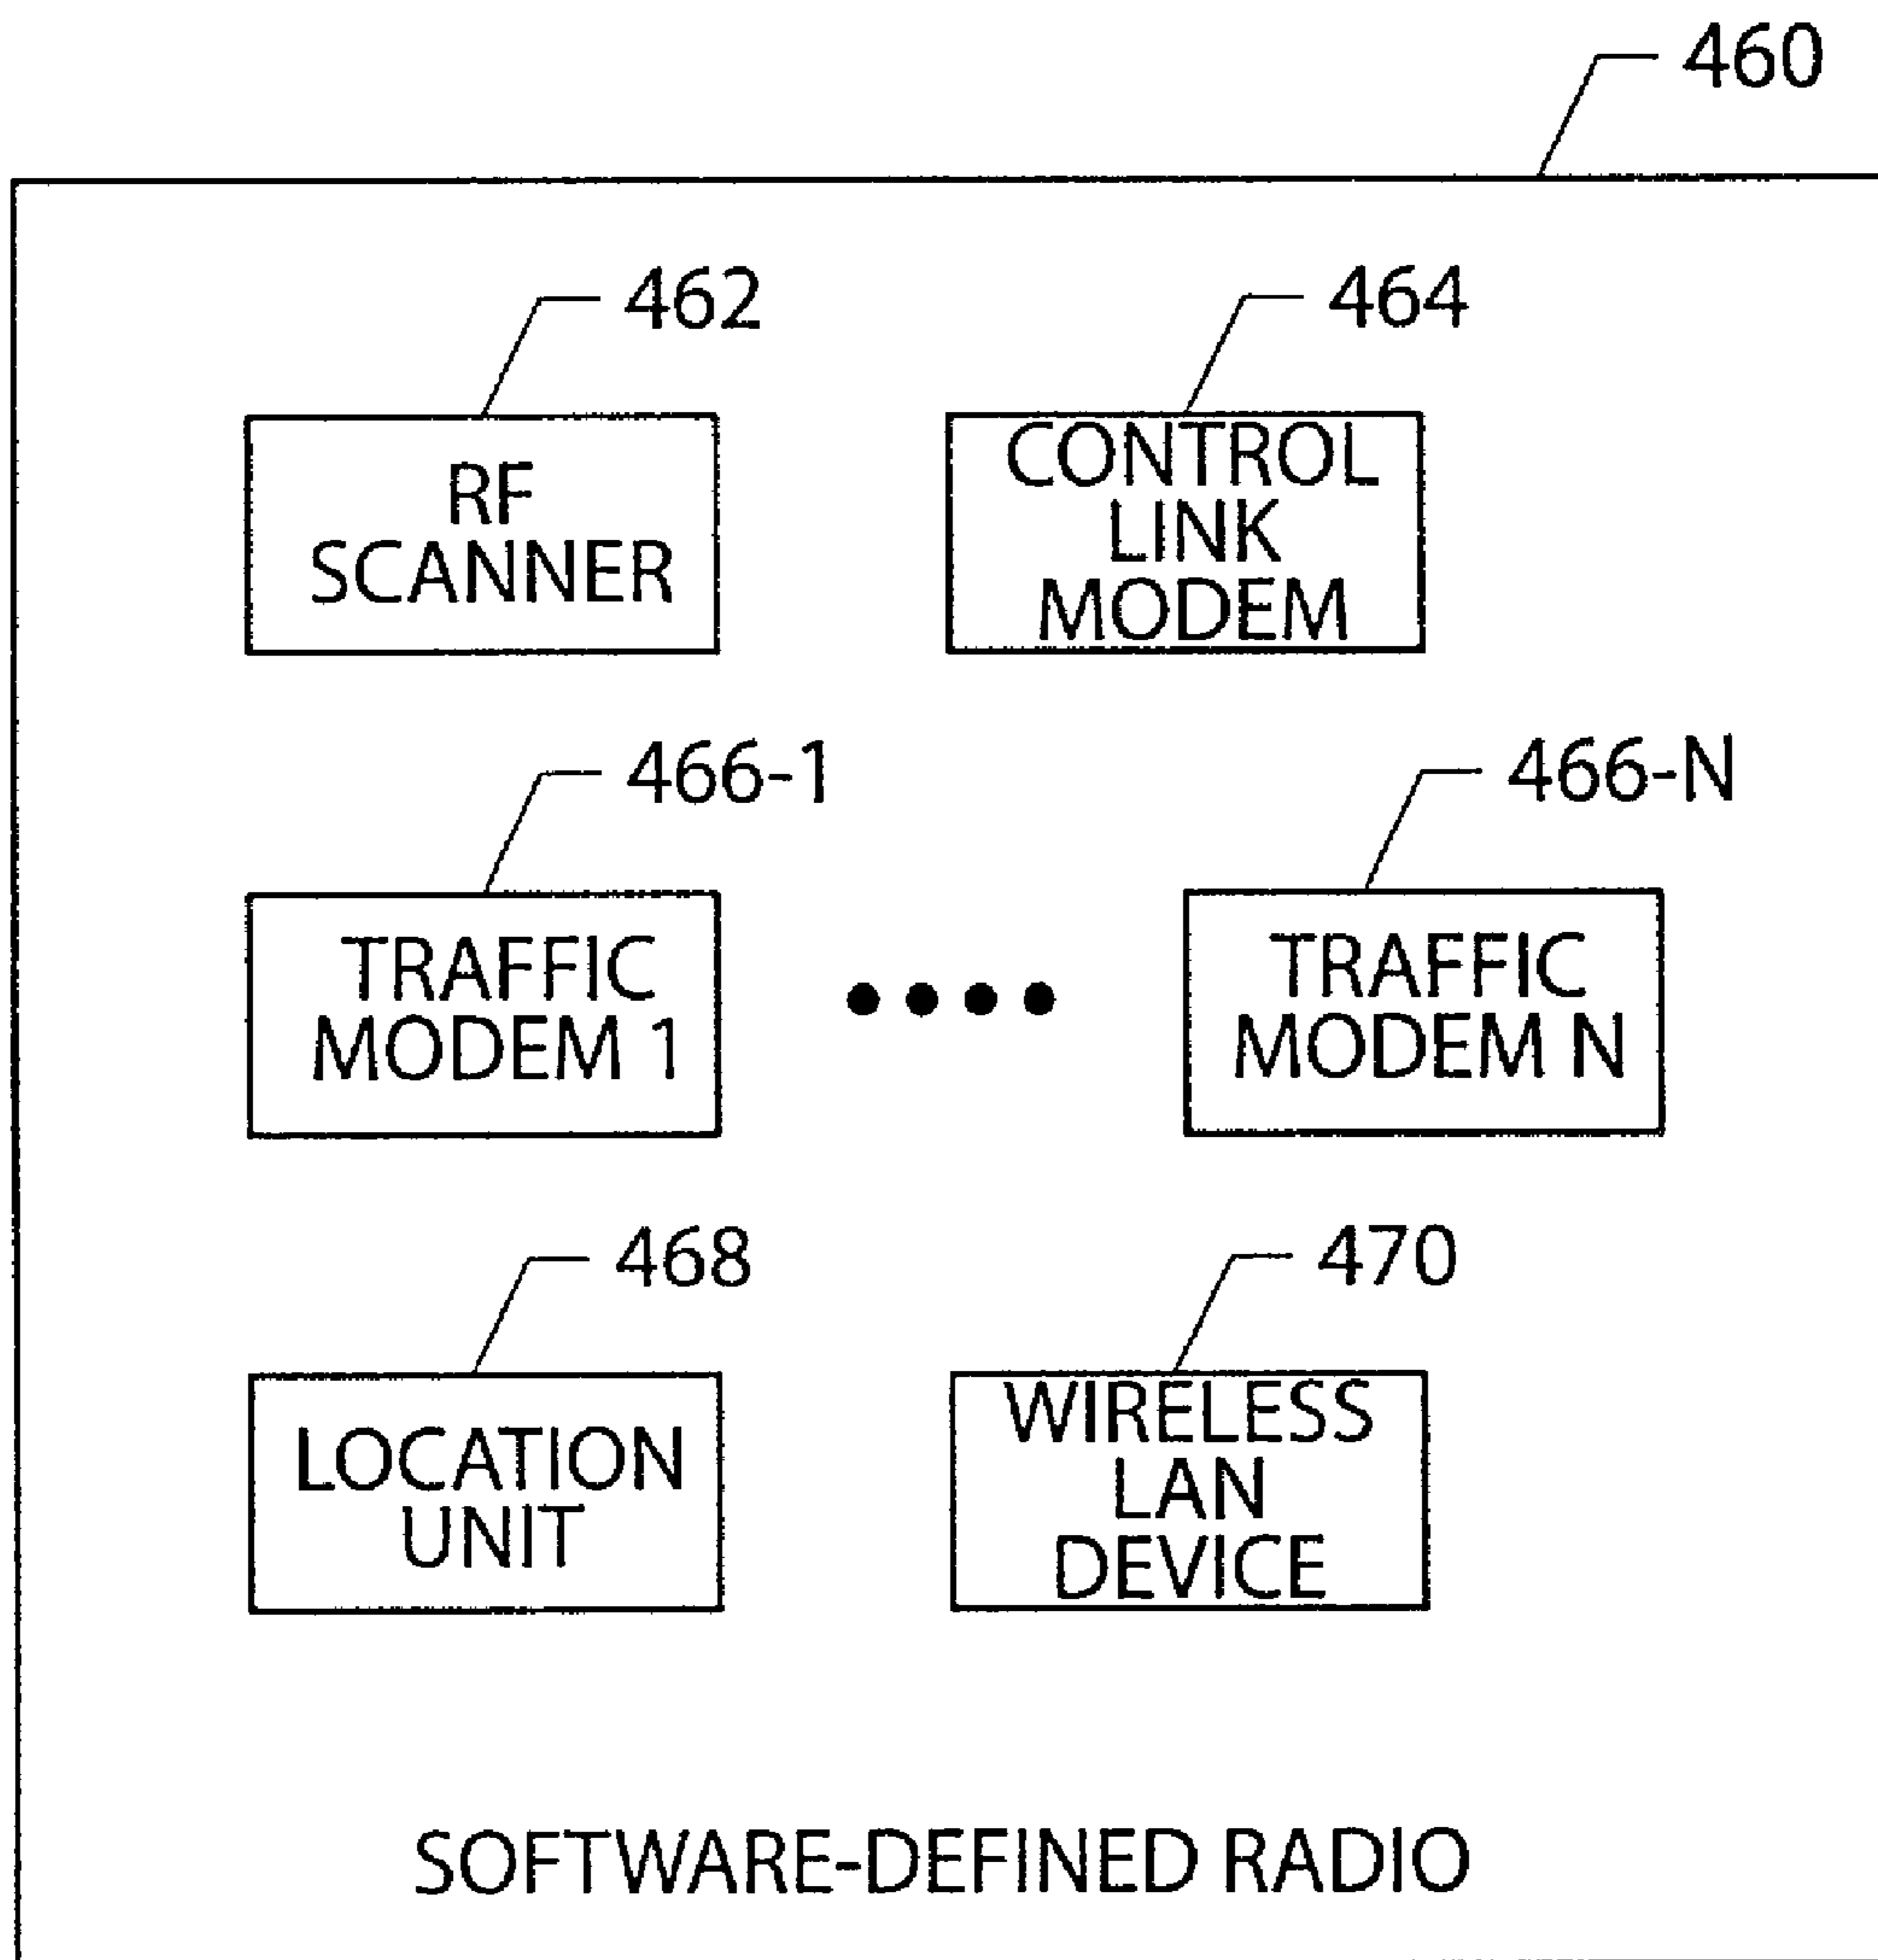 460
462
464
RF
SCANNER
CONTROL
LINK
MODEM
466-1
466-N
TRAFFIC
MODEM 1
TRAFFIC
MODEM N
468
470
LOCATION
UNIT
WIRELESS
LAN
DEVICE
SOFTWARE-DEFINED RADIO